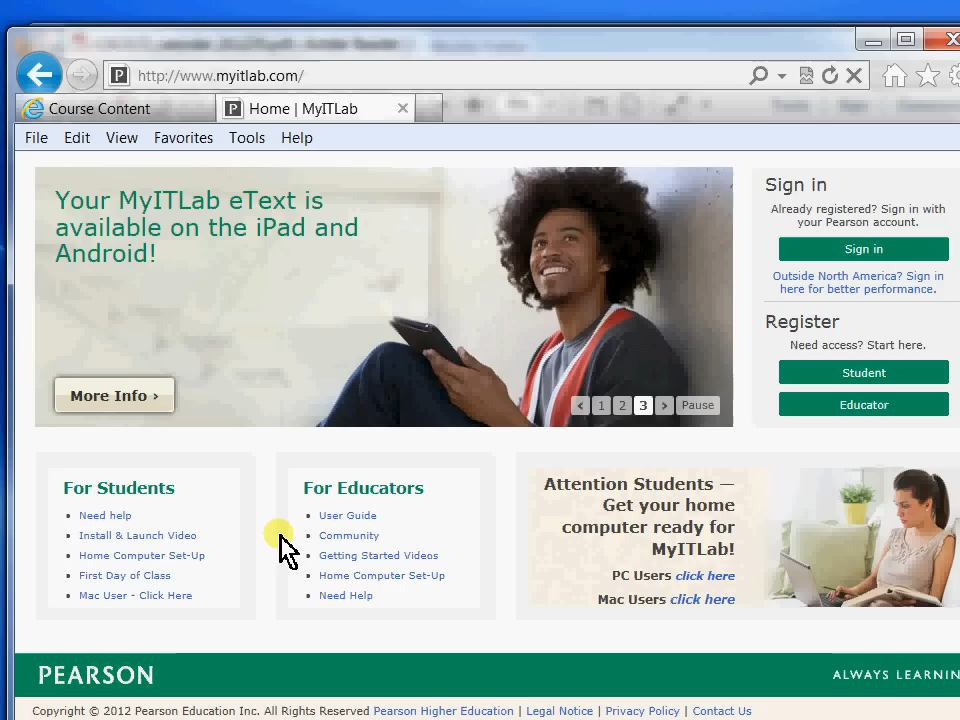 http://www.myitlab.com/
Course Content
P Home | MyITLab
File Edit View Favorites Tools Help
Your MyITLab eText is
available on the iPad and
Android!
More Info ›
1 2 3 Pause
Sign in
Already registered? Sign in with
your Pearson account.
Sign in
Outside North America? Sign in
here for better performance.
Register
Need access? Start here.
Student
Educator
For Students
Need help
Install & Launch Video
Home Computer Set-Up
First Day of Class
Mac User - Click Here
For Educators
User Guide
Community
Getting Started Videos
Home Computer Set-Up
Need Help
Attention Students —
Get your home
computer ready for
MyITLab!
PC Users click here
Mac Users click here
PEARSON
ALWAYS LEARNIN
Copyright © 2012 Pearson Education Inc. All Rights Reserved Pearson Higher Education | Legal Notice | Privacy Policy | Contact Us